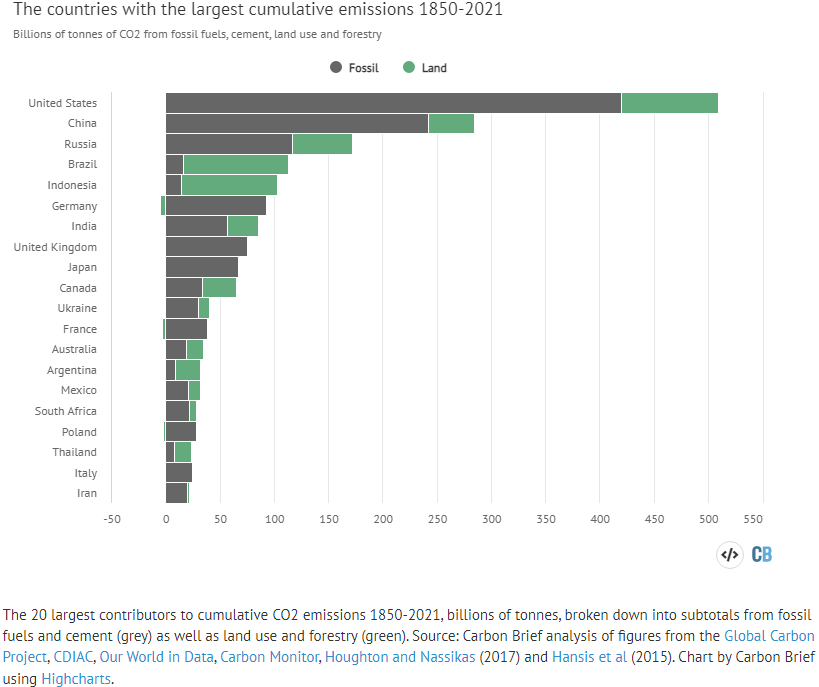 The countries with the largest cumulative emissions 1850-2021
Billions of tonnes of CO2 from fossil fuels, cement, land use and forestry
Fossil Land
United States
China
Russia
Brazil
Indonesia
Germany
India
United Kingdom
Japan
Canada
Ukraine
France
Australia
Argentina
Mexico
South Africa
Poland
Thailand
Italy
Iran
-50 0 50 100 150 200 250 300 350 400 450 500 550
</> CB
The 20 largest contributors to cumulative CO2 emissions 1850-2021, billions of tonnes, broken down into subtotals from fossil
fuels and cement (grey) as well as land use and forestry (green). Source: Carbon Brief analysis of figures from the Global Carbon
Project, CDIAC, Our World in Data, Carbon Monitor, Houghton and Nassikas (2017) and Hansis et al (2015). Chart by Carbon Brief
using Highcharts.